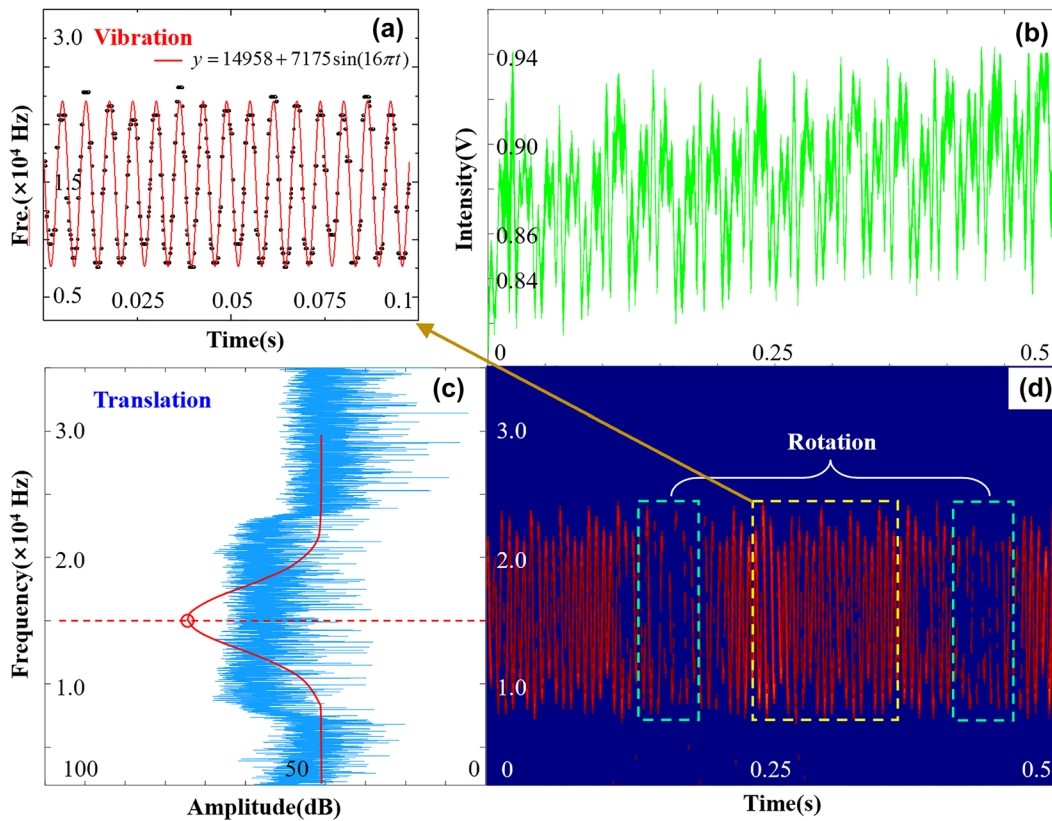 (a)
Vibration
y = 14958 + 7175 sin(16πt)
3.0
1.5
0.5
Fre.(×10⁴ Hz)
0.025
0.05
0.075
0.1
Time(s)
(b)
0.94
0.90
0.86
0.84
Intensity(V)
0
0.25
0.5
(c)
Translation
3.0
2.0
1.0
Frequency(×10⁴ Hz)
100
50
0
Amplitude(dB)
(d)
3.0
Rotation
2.0
1.0
0
0.25
0.5
Time(s)